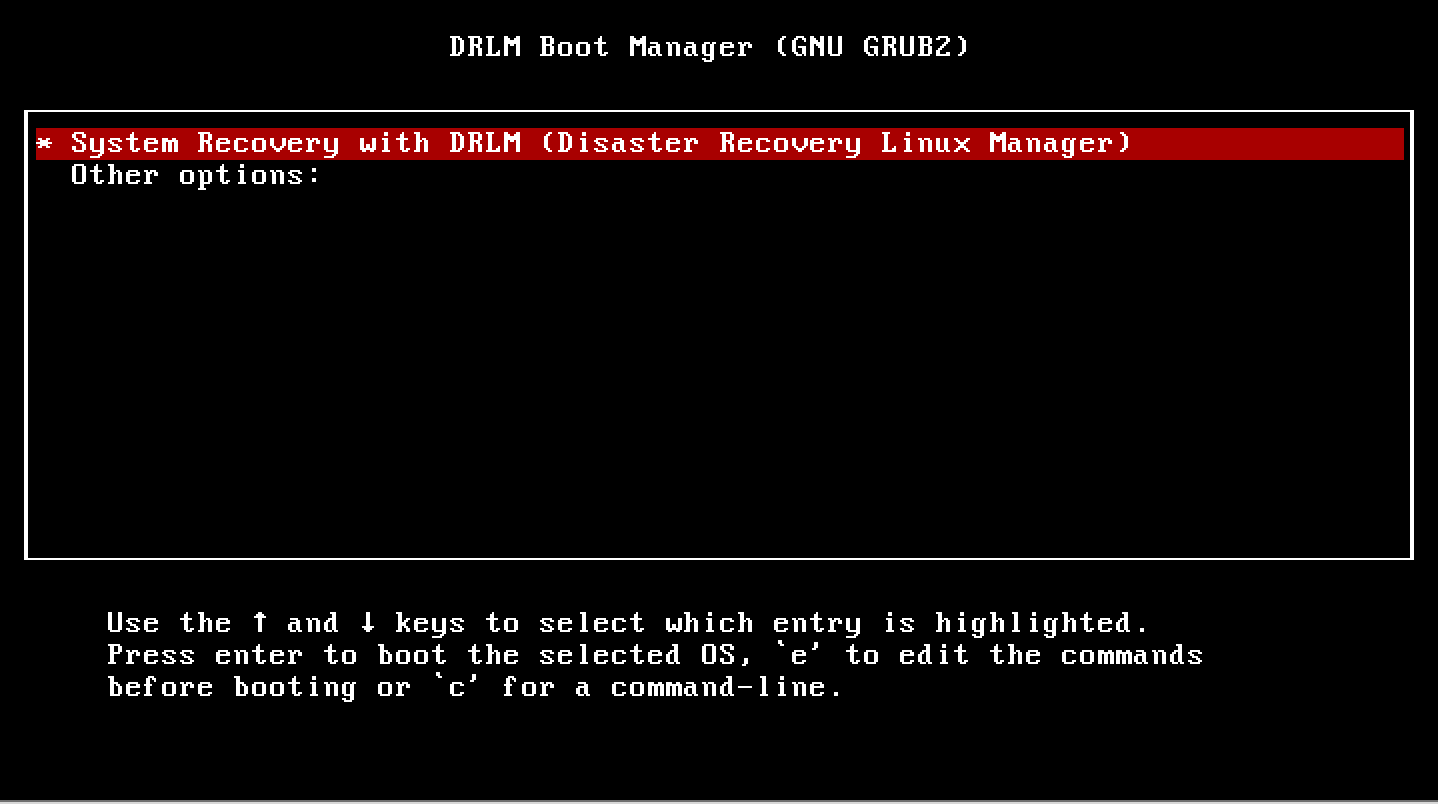 DRLM Boot Manager (GNU GRUB2)
* System Recovery with DRLM (Disaster Recovery Linux Manager)
Other options:
Use the ↑ and ↓ keys to select which entry is highlighted.
Press enter to boot the selected OS, `e' to edit the commands
before booting or `c' for a command-line.